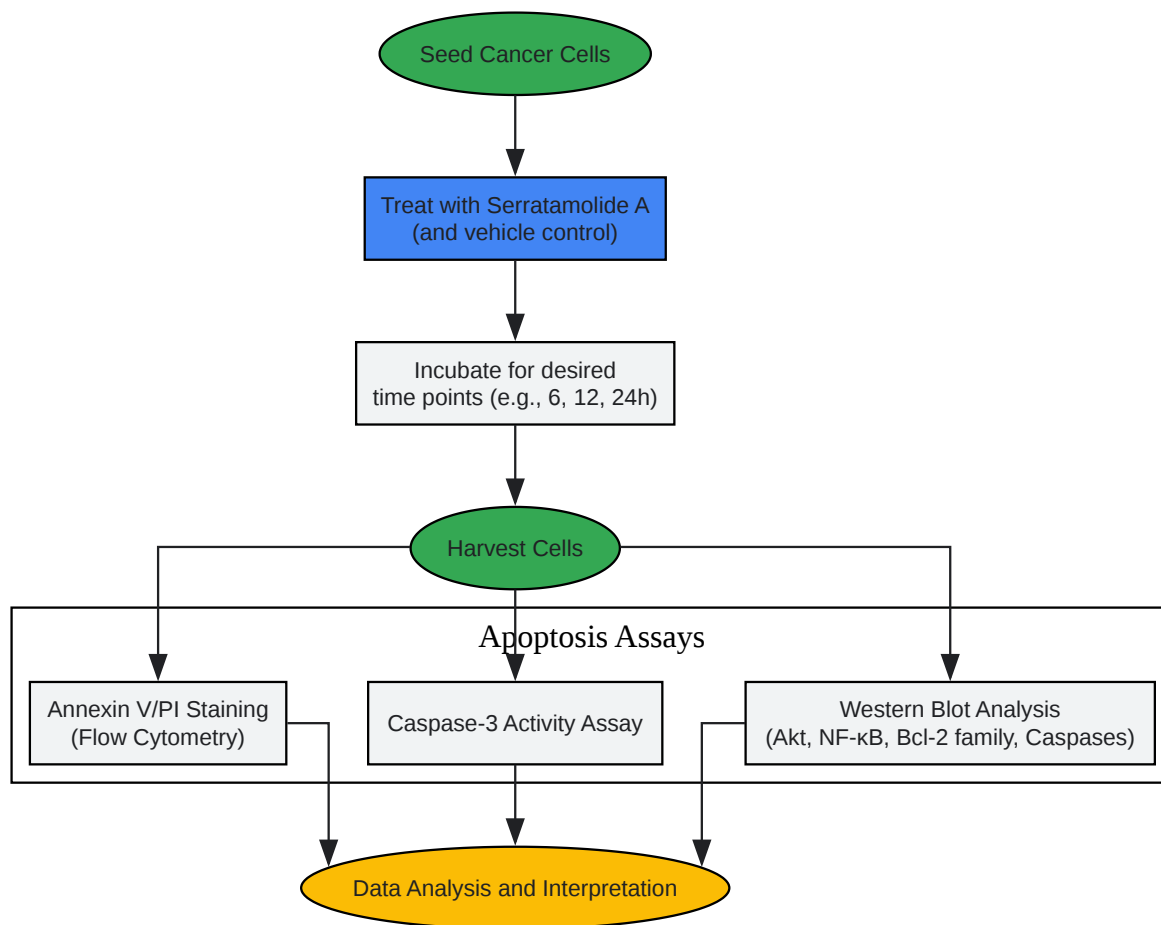 Seed Cancer Cells
Treat with Serratamolide A
(and vehicle control)
Incubate for desired
time points (e.g., 6, 12, 24h)
Harvest Cells
Apoptosis Assays
Annexin V/PI Staining
(Flow Cytometry)
Caspase-3 Activity Assay
Western Blot Analysis
(Akt, NF-κB, Bcl-2 family, Caspases)
Data Analysis and Interpretation